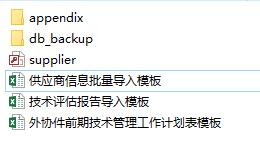 appendix
db_backup
supplier
供应商信息批量导入模板
技术评估报告导入模板
外协件前期技术管理工作计划表模板